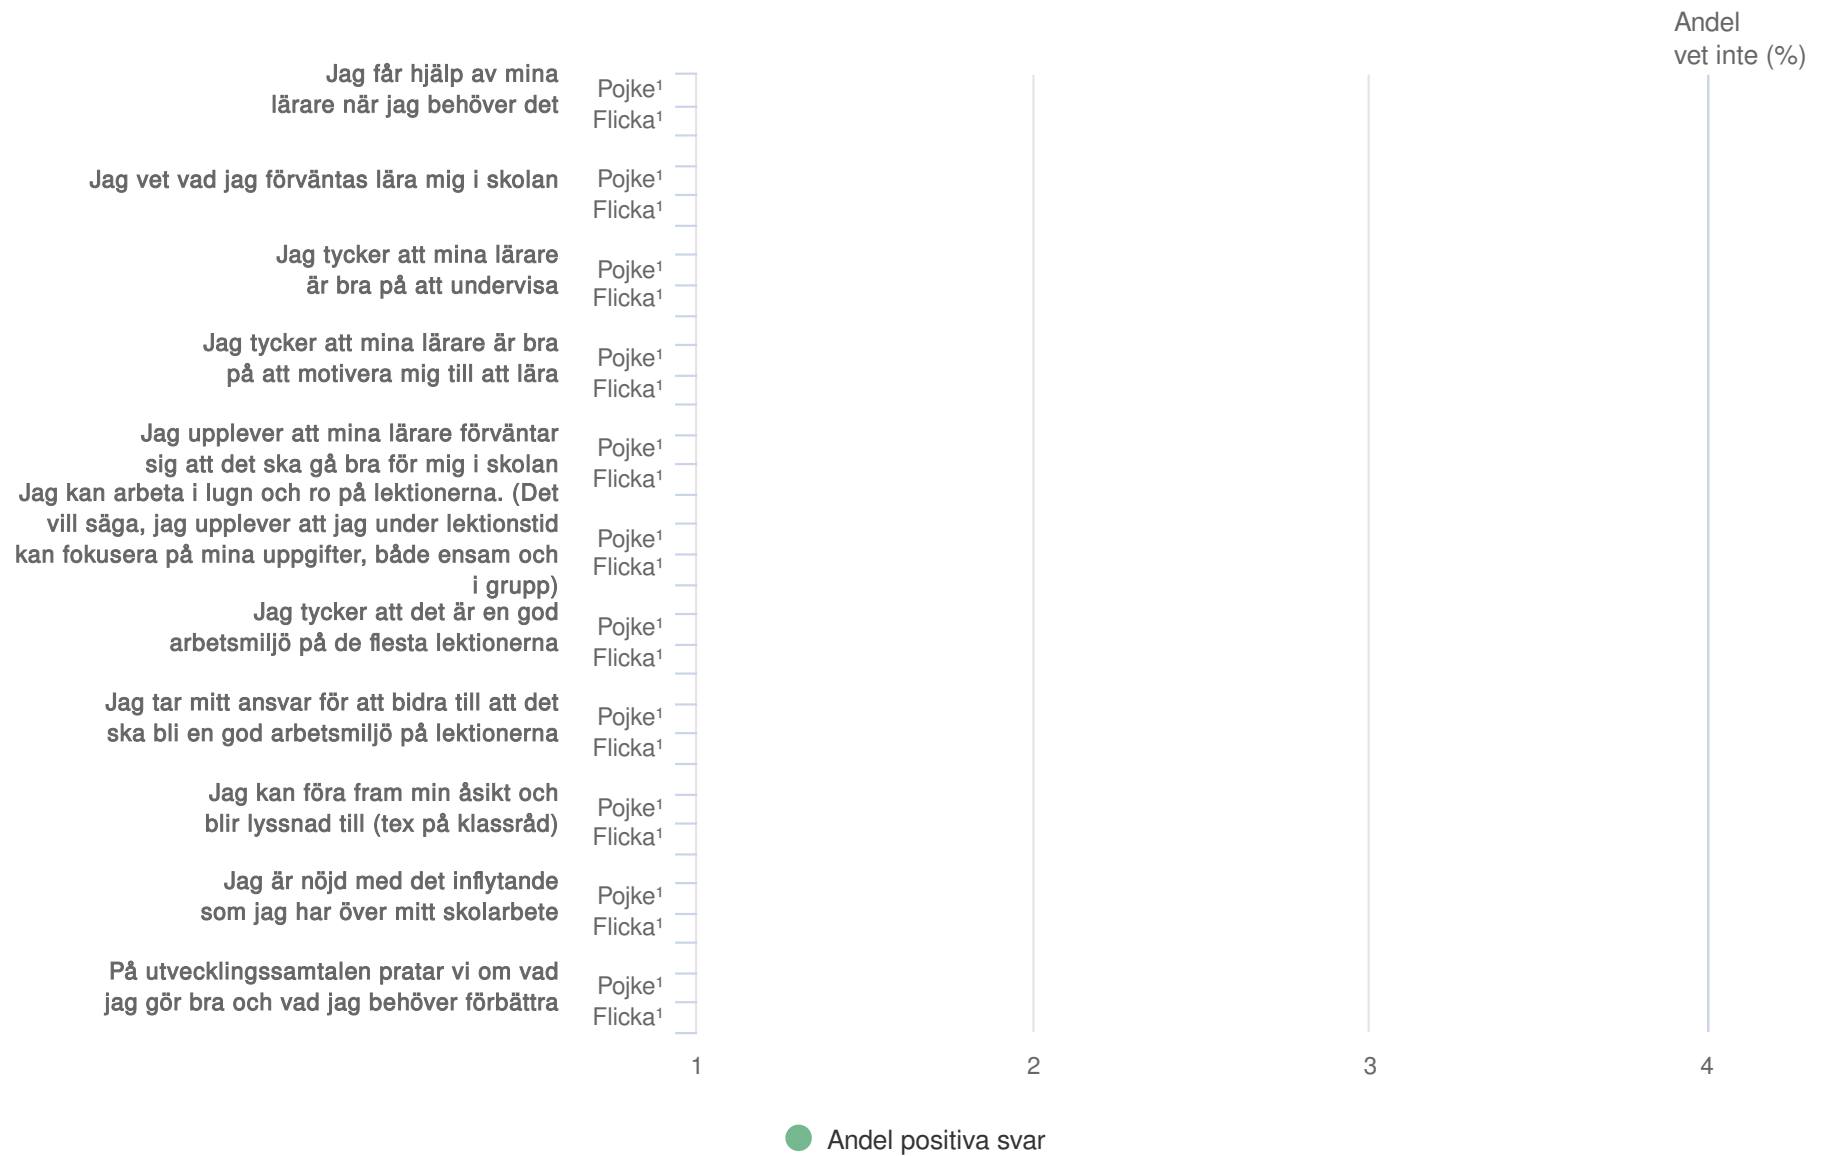 Andel
vet inte (%)
Jag får hjälp av mina
lärare när jag behöver det
Pojke¹
Flicka¹
Jag vet vad jag förväntas lära mig i skolan
Pojke¹
Flicka¹
Jag tycker att mina lärare
är bra på att undervisa
Pojke¹
Flicka¹
Jag tycker att mina lärare är bra
på att motivera mig till att lära
Pojke¹
Flicka¹
Jag upplever att mina lärare förväntar
sig att det ska gå bra för mig i skolan
Pojke¹
Flicka¹
Jag kan arbeta i lugn och ro på lektionerna. (Det
vill säga, jag upplever att jag under lektionstid
kan fokusera på mina uppgifter, både ensam och
i grupp)
Pojke¹
Flicka¹
Jag tycker att det är en god
arbetsmiljö på de flesta lektionerna
Pojke¹
Flicka¹
Jag tar mitt ansvar för att bidra till att det
ska bli en god arbetsmiljö på lektionerna
Pojke¹
Flicka¹
Jag kan föra fram min åsikt och
blir lyssnad till (tex på klassråd)
Pojke¹
Flicka¹
Jag är nöjd med det inflytande
som jag har över mitt skolarbete
Pojke¹
Flicka¹
På utvecklingssamtalen pratar vi om vad
jag gör bra och vad jag behöver förbättra
Pojke¹
Flicka¹
1 2 3 4
Andel positiva svar